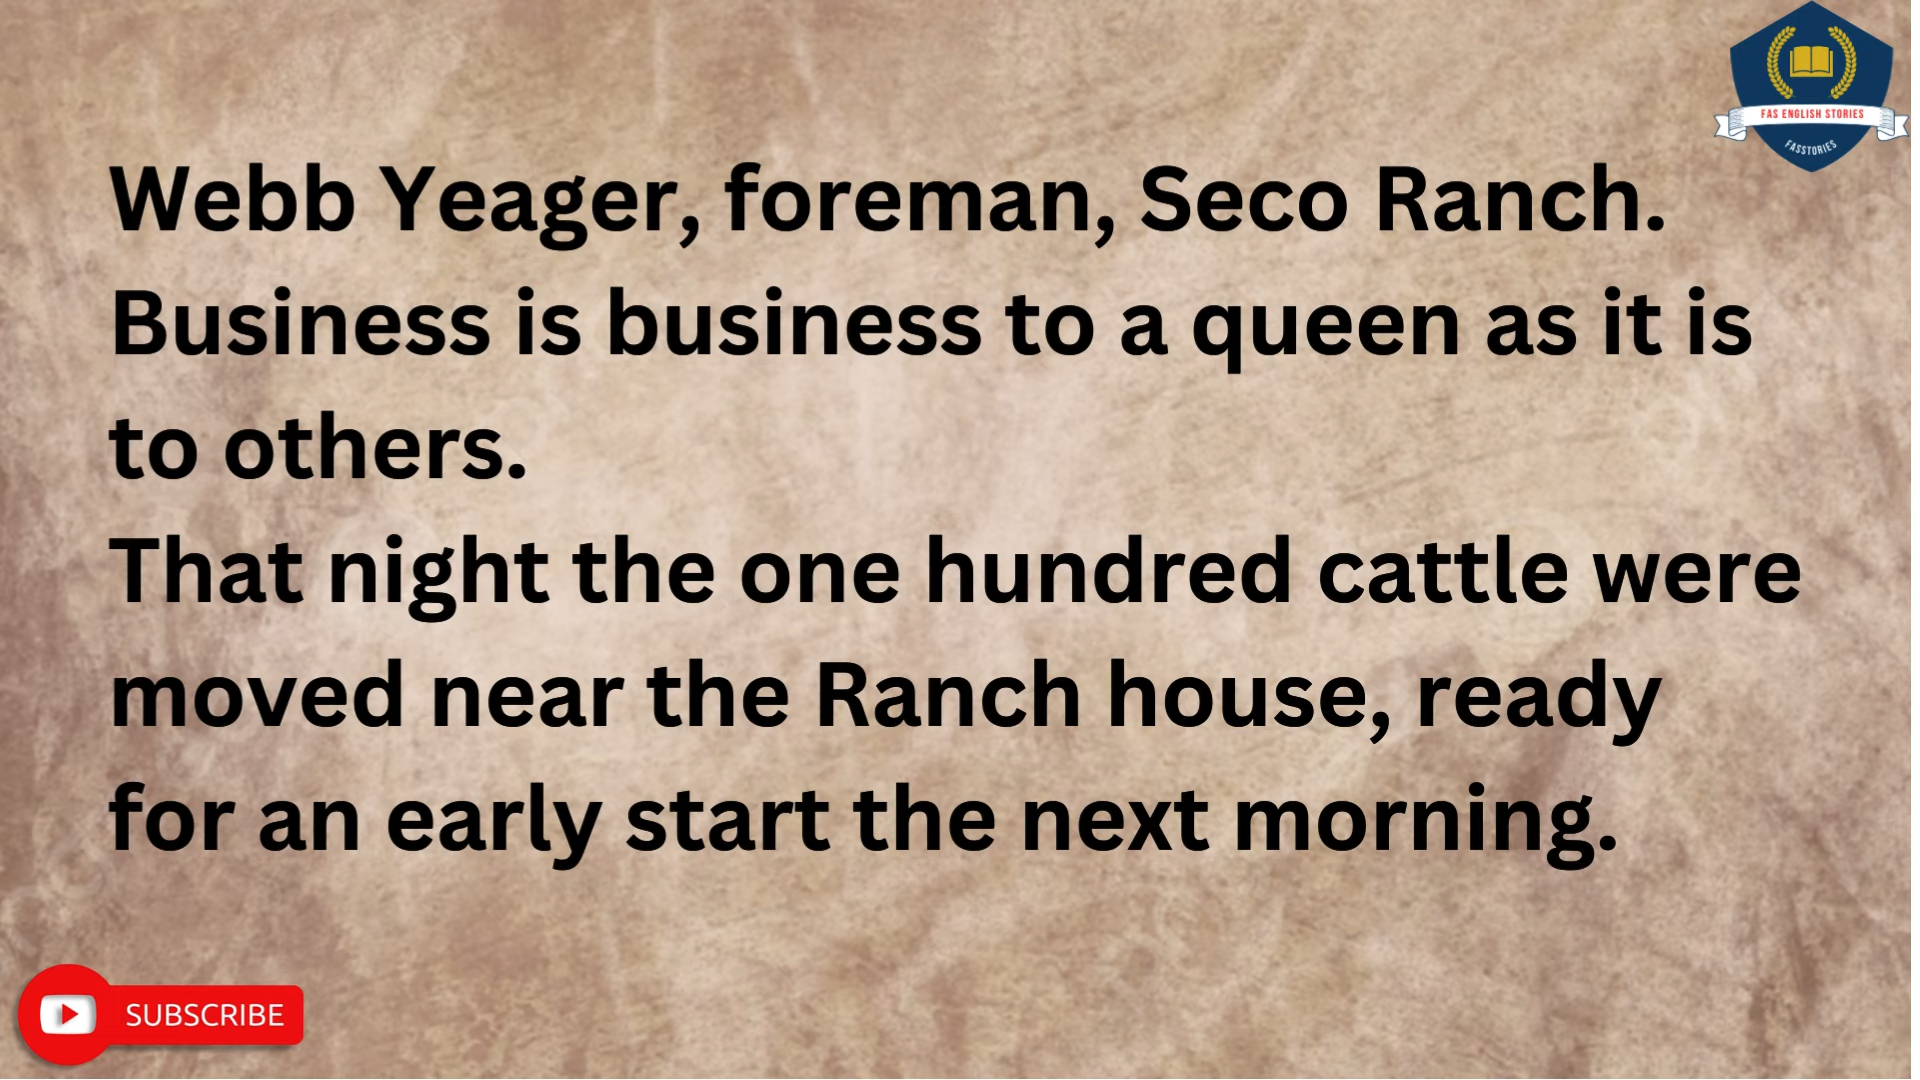 FAS ENGLISH STORIES
FASSTORIES
Webb Yeager, foreman, Seco Ranch.
Business is business to a queen as it is
to others.
That night the one hundred cattle were
moved near the Ranch house, ready
for an early start the next morning.
SUBSCRIBE